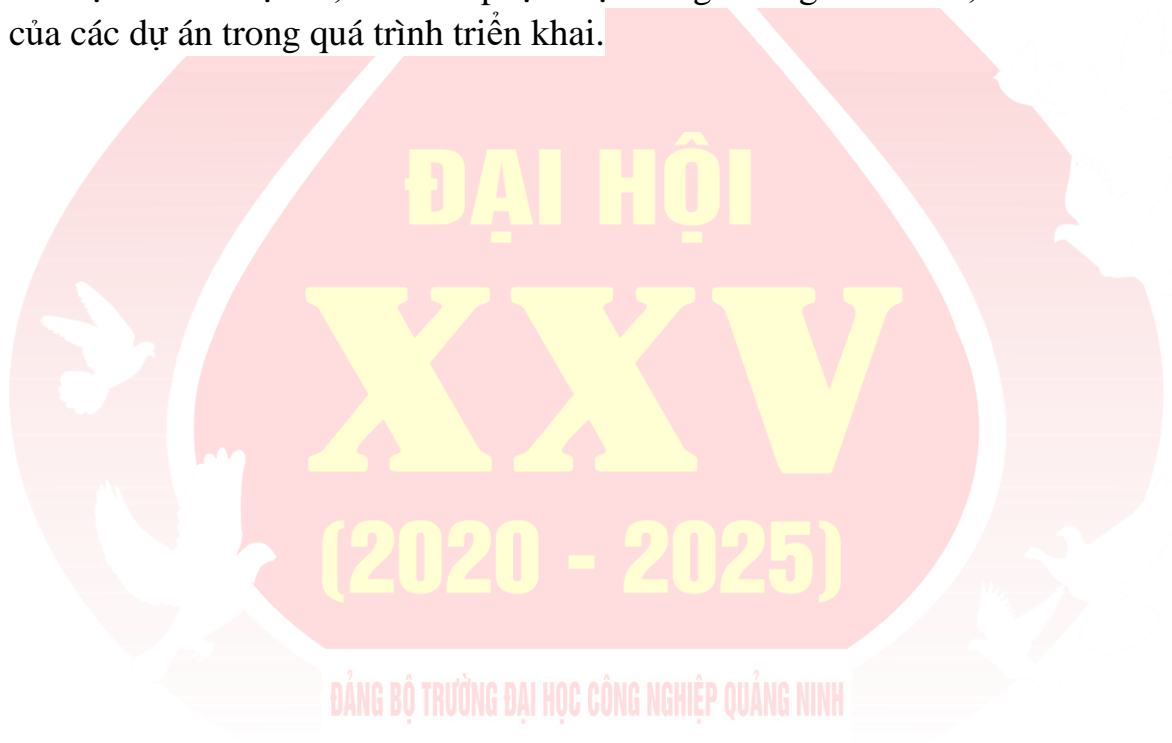 của các dự án trong quá trình triển khai.
ĐẠI HỘI
XXV
(2020 - 2025)
ĐẢNG BỘ TRƯỜNG ĐẠI HỌC CÔNG NGHIỆP QUẢNG NINH